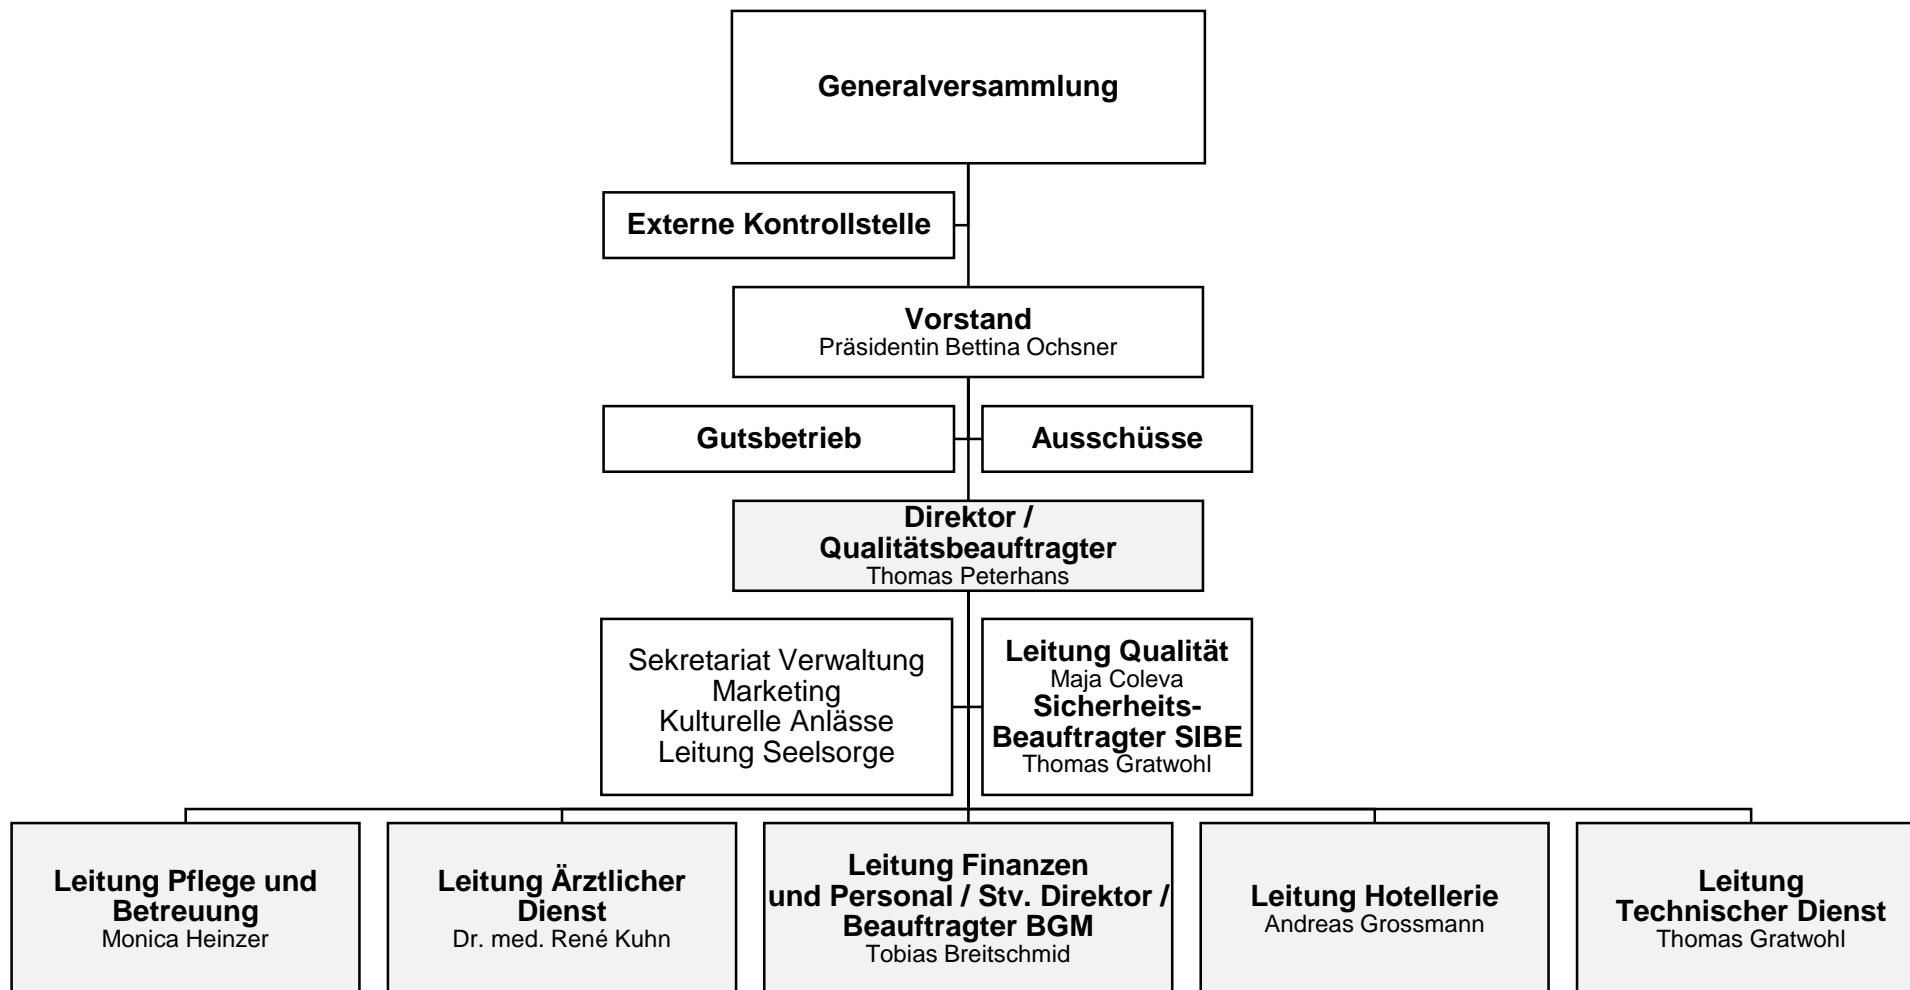 Generalversammlung
Externe Kontrollstelle
Vorstand
Präsidentin Bettina Ochsner
Gutsbetrieb
Ausschüsse
Direktor /
Qualitätsbeauftragter
Thomas Peterhans
Sekretariat Verwaltung
Marketing
Kulturelle Anlässe
Leitung Seelsorge
Leitung Qualität
Maja Coleva
Sicherheits-
Beauftragter SIBE
Thomas Gratwohl
Leitung Pflege und
Betreuung
Monica Heinzer
Leitung Ärztlicher
Dienst
Dr. med. René Kuhn
Leitung Finanzen
und Personal / Stv. Direktor /
Beauftragter BGM
Tobias Breitschmid
Leitung Hotellerie
Andreas Grossmann
Leitung
Technischer Dienst
Thomas Gratwohl